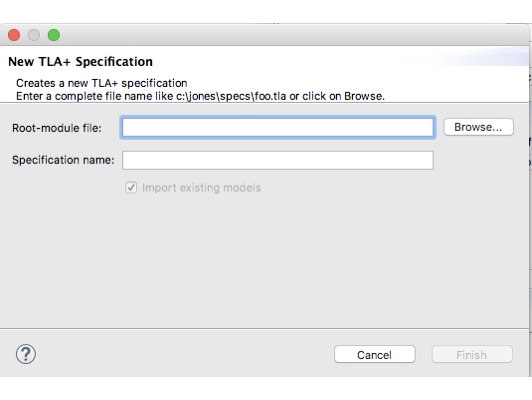 New TLA+ Specification
Creates a new TLA+ specification
Enter a complete file name like c:\jones\specs\foo.tla or click on Browse.
Root-module file:
Browse...
Specification name:
Import existing models
?
Cancel
Finish